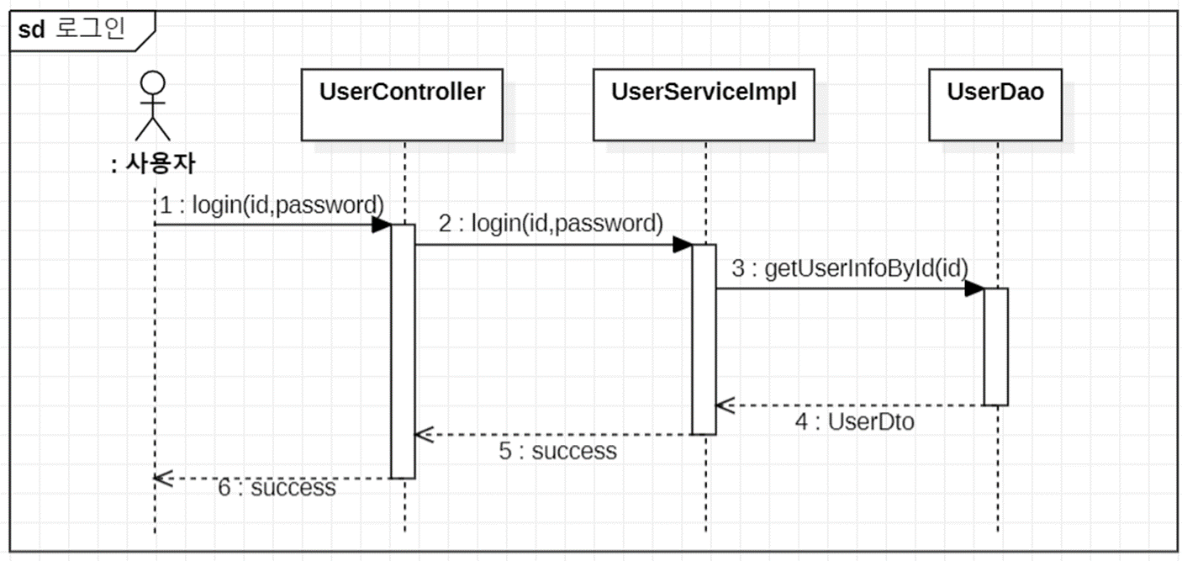 sd 로그인
UserController
UserServiceImpl
UserDao
: 사용자
1 : login(id,password)
2 : login(id,password)
3 : getUserInfoById(id)
4 : UserDto
5 : success
6 : success